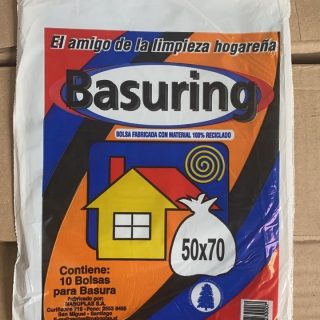 El amigo de la limpieza hogareña
Basuring
BOLSA FABRICADA CON MATERIAL 100% RECICLADO
50x70
Contiene:
10 Bolsas
para Basura
Fabricado por:
San Miguel - Santiago